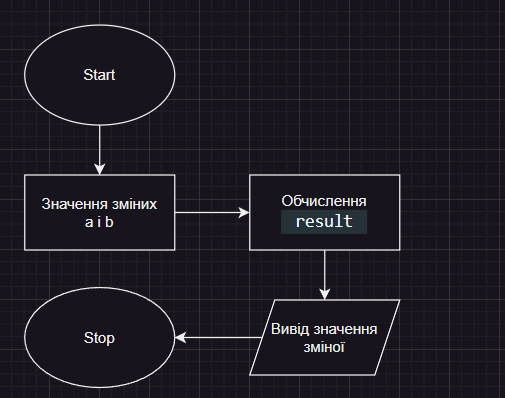 Start
Значення зміних
а і b
Обчислення
result
Вивід значення
зміної
Stop